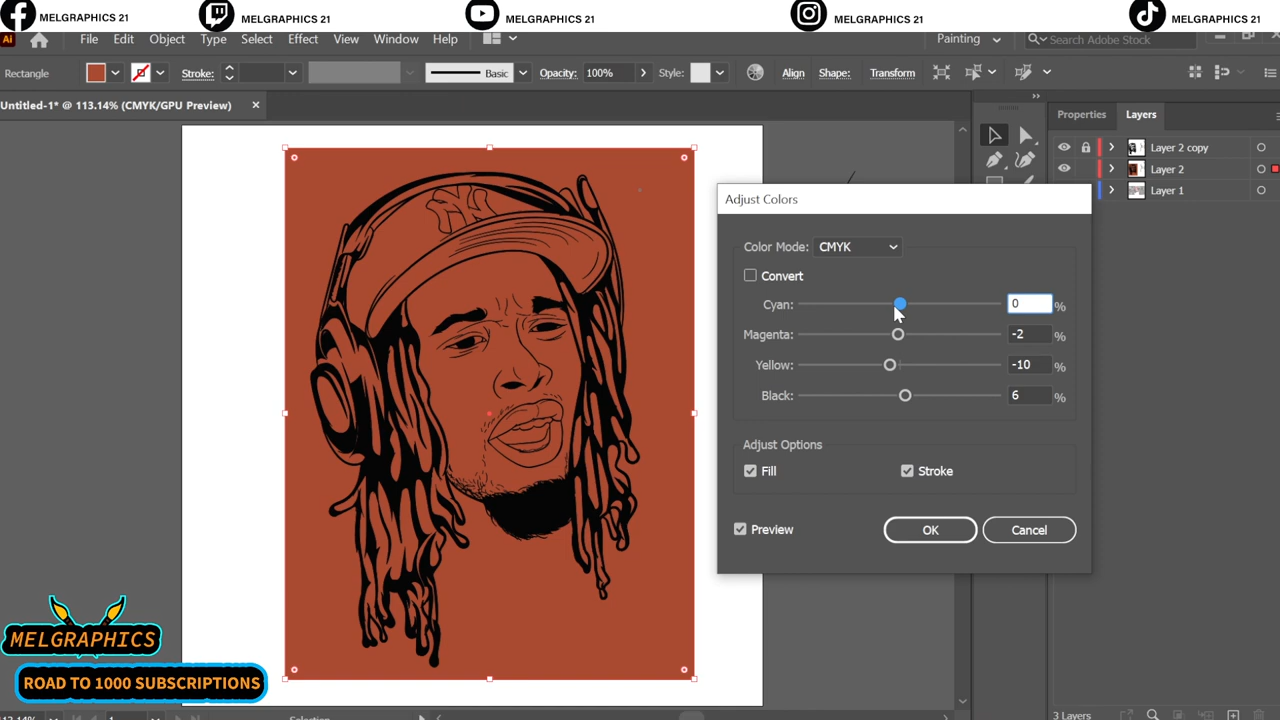 MELGRAPHICS 21
MELGRAPHICS 21
MELGRAPHICS 21
MELGRAPHICS 21
MELGRAPHICS 21
Ai File Edit Object Type Select Effect View Window Help Painting Search Adobe Stock
Rectangle Stroke: Basic Opacity: 100% Style: Align Shape: Transform
Untitled-1* @ 113.14% (CMYK/GPU Preview)
Properties Layers
Layer 2 copy
Layer 2
Layer 1
NY
Adjust Colors
Color Mode: CMYK
Convert
Cyan: 0 %
Magenta: -2 %
Yellow: -10 %
Black: 6 %
Adjust Options
Fill Stroke
Preview OK Cancel
MELGRAPHICS
ROAD TO 1000 SUBSCRIPTIONS
1
Selection
3 Layers